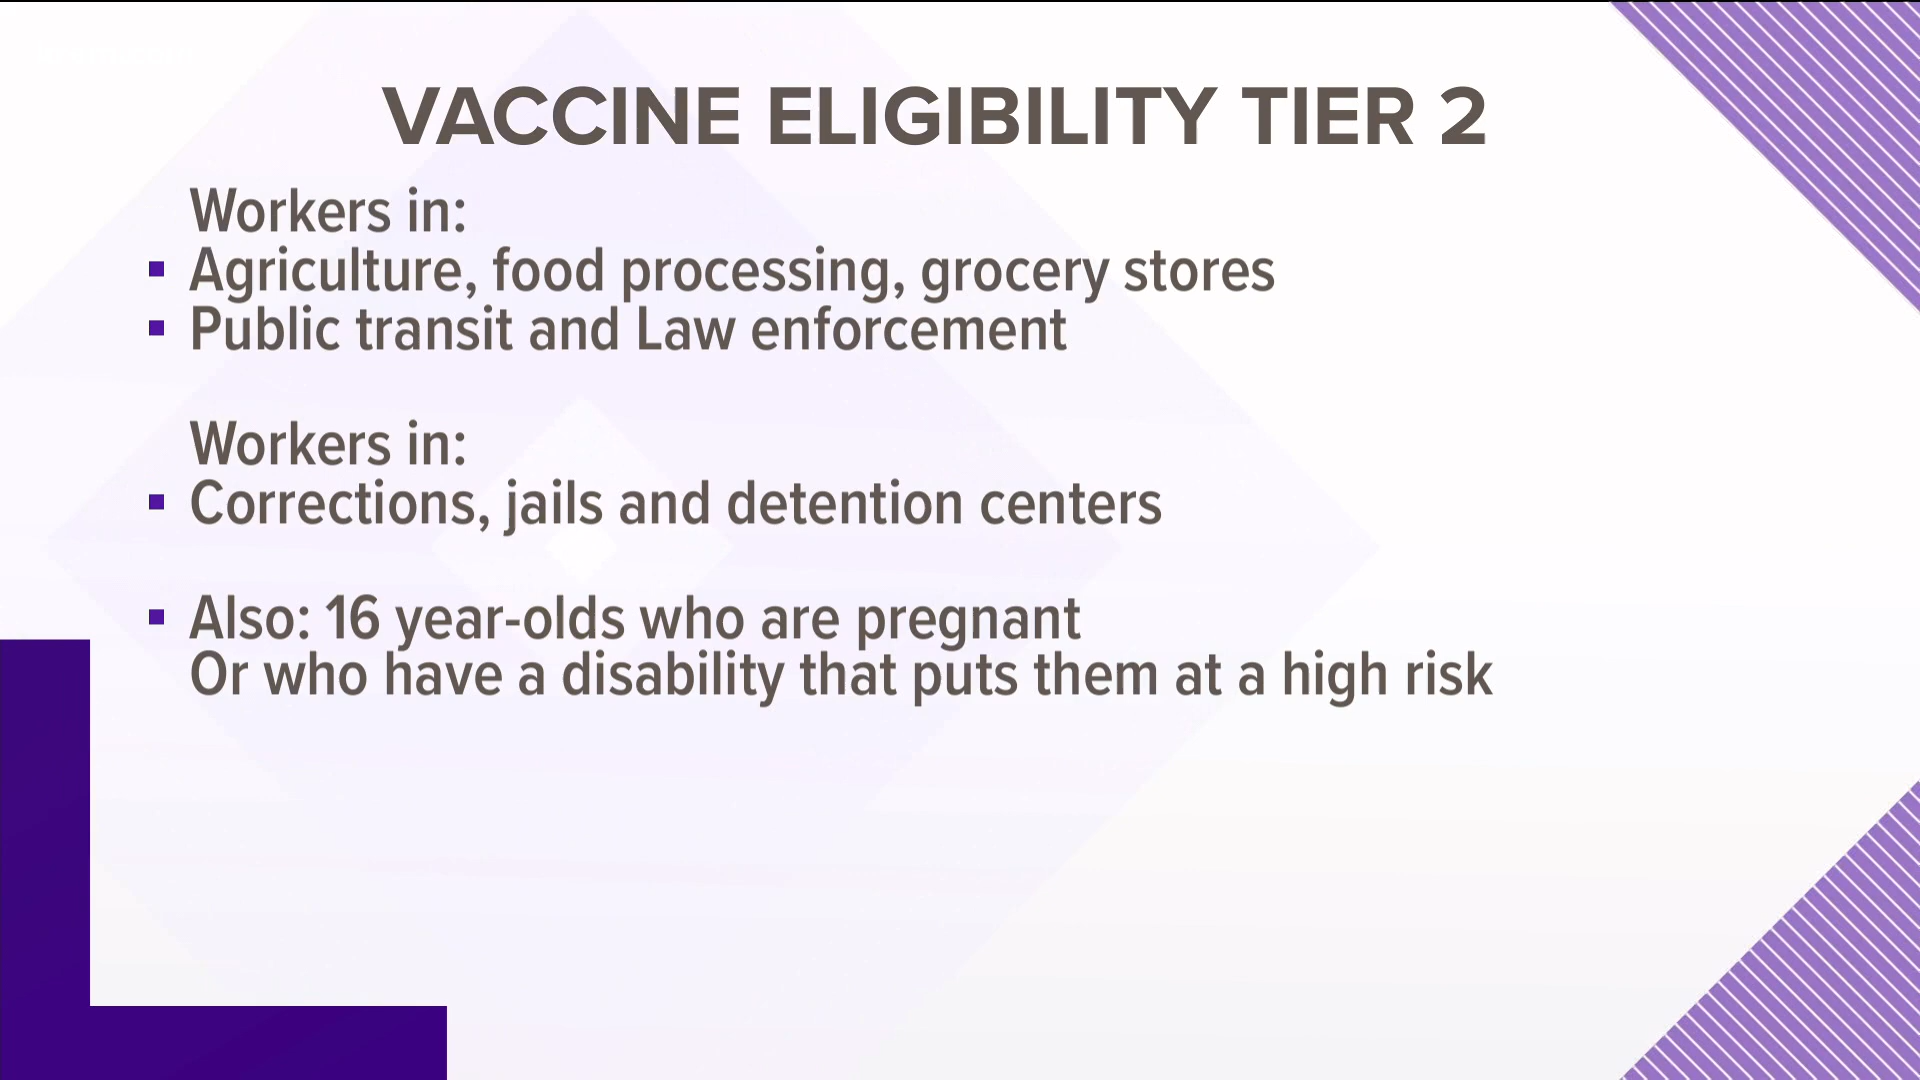 VACCINE ELIGIBILITY TIER 2
Workers in:
▪ Agriculture, food processing, grocery stores
▪ Public transit and Law enforcement
Workers in:
▪ Corrections, jails and detention centers
▪ Also: 16 year-olds who are pregnant
Or who have a disability that puts them at a high risk